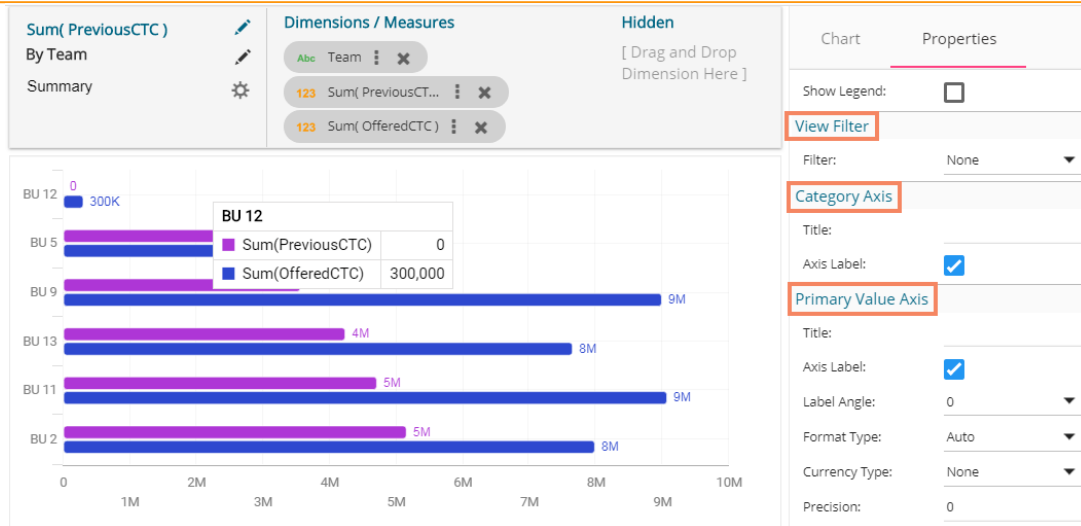 Sum( PreviousCTC )
By Team
Summary
Dimensions / Measures
Abc Team
123 Sum( PreviousCT...
123 Sum( OfferedCTC )
Hidden
[ Drag and Drop
Dimension Here ]
Chart Properties
Show Legend:
View Filter
Filter: None
Category Axis
Title:
Axis Label:
Primary Value Axis
Title:
Axis Label:
Label Angle: 0
Format Type: Auto
Currency Type: None
Precision: 0
BU 12 0
300K
BU 12
Sum(PreviousCTC) 0
Sum(OfferedCTC) 300,000
BU 5
BU 9 9M
BU 13 4M
8M
BU 11 5M
9M
BU 2 5M
8M
0 2M 4M 6M 8M 10M
1M 3M 5M 7M 9M